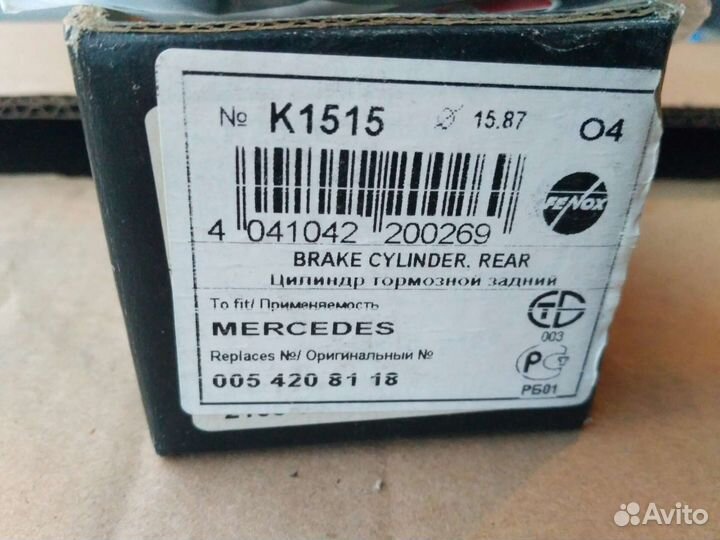 № K1515 ⌀ 15.87 O4
FENOX
4 041042 200269
BRAKE CYLINDER. REAR
Цилиндр тормозной задний
To fit/ Применяемость
MERCEDES
003
Replaces №/ Оригинальный №
005 420 81 18
РБ01
Avito